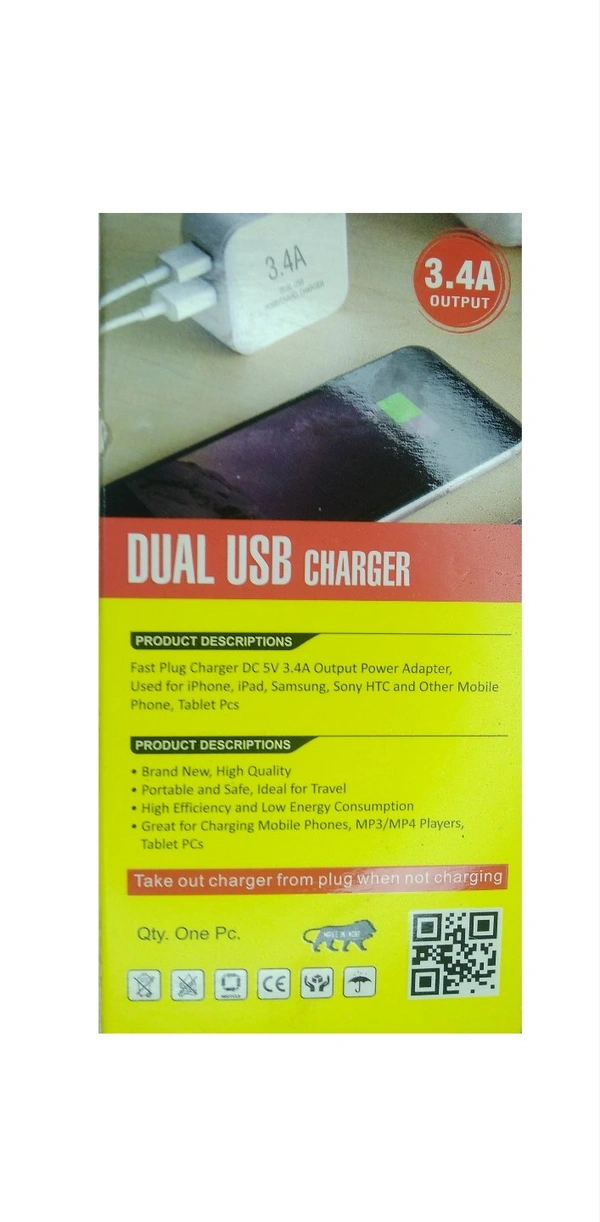 3.4A
DUAL USB
3.4A
OUTPUT
DUAL USB CHARGER
PRODUCT DESCRIPTIONS
Fast Plug Charger DC 5V 3.4A Output Power Adapter,
Used for iPhone, iPad, Samsung, Sony HTC and Other Mobile
Phone, Tablet Pcs
PRODUCT DESCRIPTIONS
• Brand New, High Quality
• Portable and Safe, Ideal for Travel
• High Efficiency and Low Energy Consumption
• Great for Charging Mobile Phones, MP3/MP4 Players,
Tablet PCs
Take out charger from plug when not charging
Qty. One Pc.
MAKE IN INDIA
CE